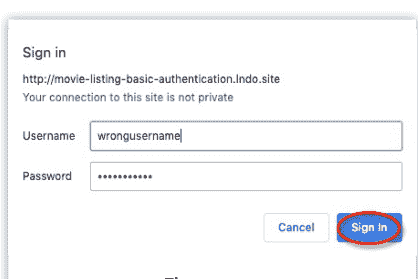 Sign in
http://movie-listing-basic-authentication.lndo.site
Your connection to this site is not private
Username wrongusername
Password •••••••••••
Cancel Sign In